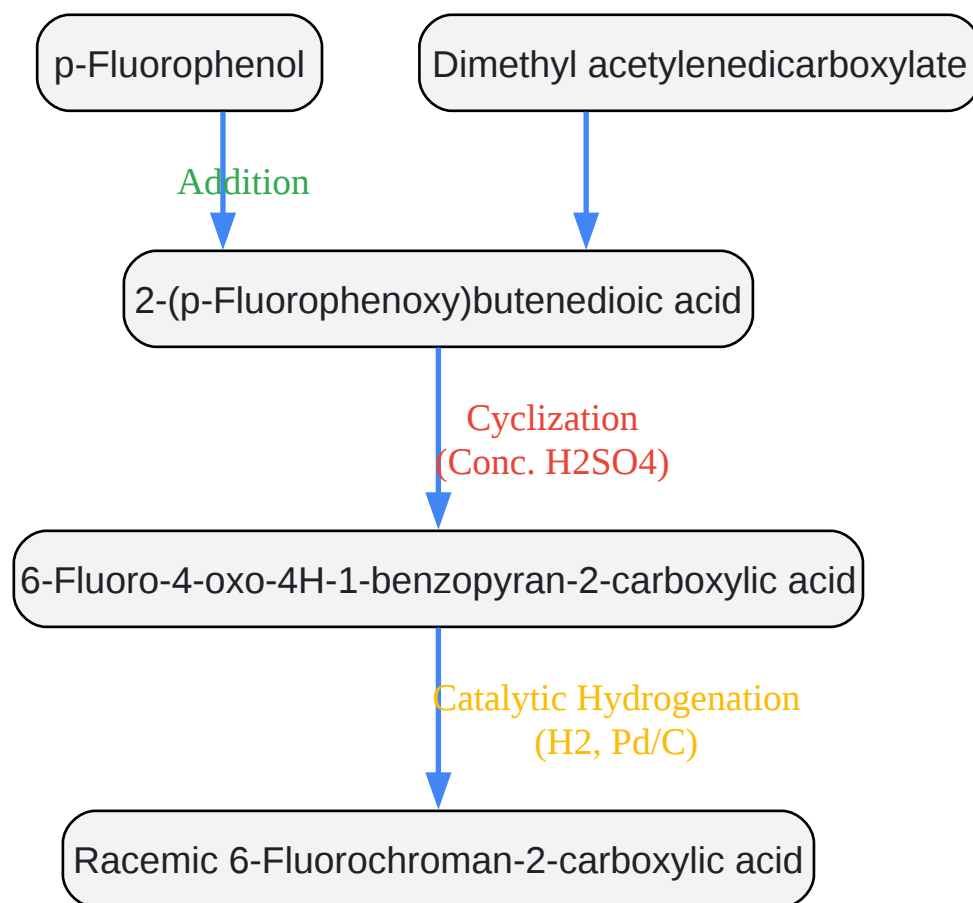 p-Fluorophenol
Dimethyl acetylenedicarboxylate
Addition
2-(p-Fluorophenoxy)butenedioic acid
Cyclization
(Conc. H2SO4)
6-Fluoro-4-oxo-4H-1-benzopyran-2-carboxylic acid
Catalytic Hydrogenation
(H2, Pd/C)
Racemic 6-Fluorochroman-2-carboxylic acid